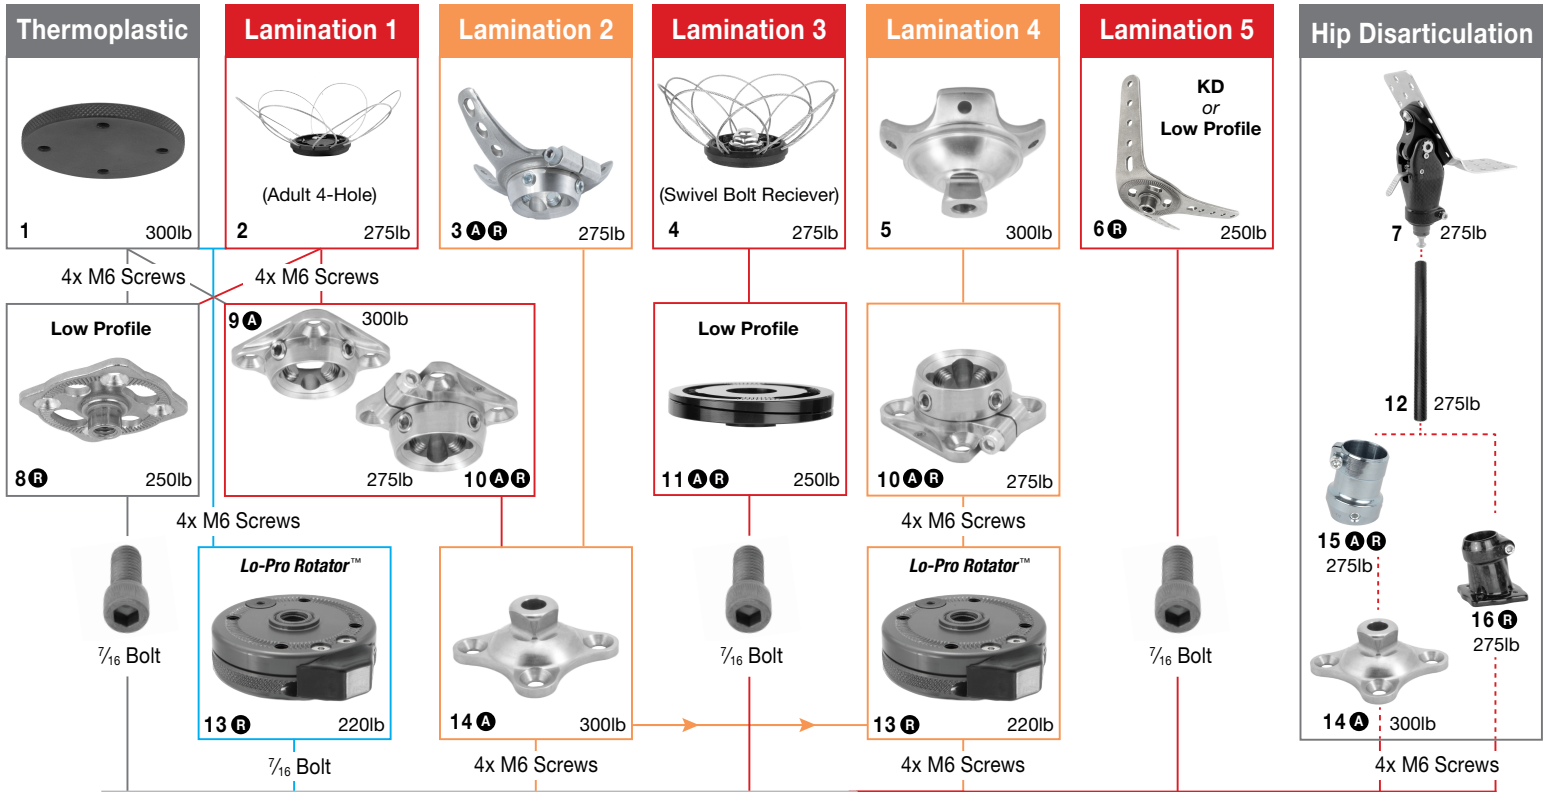 Thermoplastic
Lamination 1
Lamination 2
Lamination 3
Lamination 4
Lamination 5
Hip Disarticulation
1 300lb
(Adult 4-Hole)
2 275lb
3 A R 275lb
(Swivel Bolt Reciever)
4 275lb
5 300lb
KD
or
Low Profile
6 R 250lb
7 275lb
4x M6 Screws
4x M6 Screws
Low Profile
8 R 250lb
9 A 300lb
275lb 10 A R
Low Profile
11 A R 250lb
10 A R 275lb
12 275lb
4x M6 Screws
4x M6 Screws
15 A R
275lb
16 R
275lb
7/16 Bolt
Lo-Pro Rotator™
13 R 220lb
14 A 300lb
7/16 Bolt
Lo-Pro Rotator™
13 R 220lb
7/16 Bolt
14 A 300lb
7/16 Bolt
4x M6 Screws
4x M6 Screws
4x M6 Screws